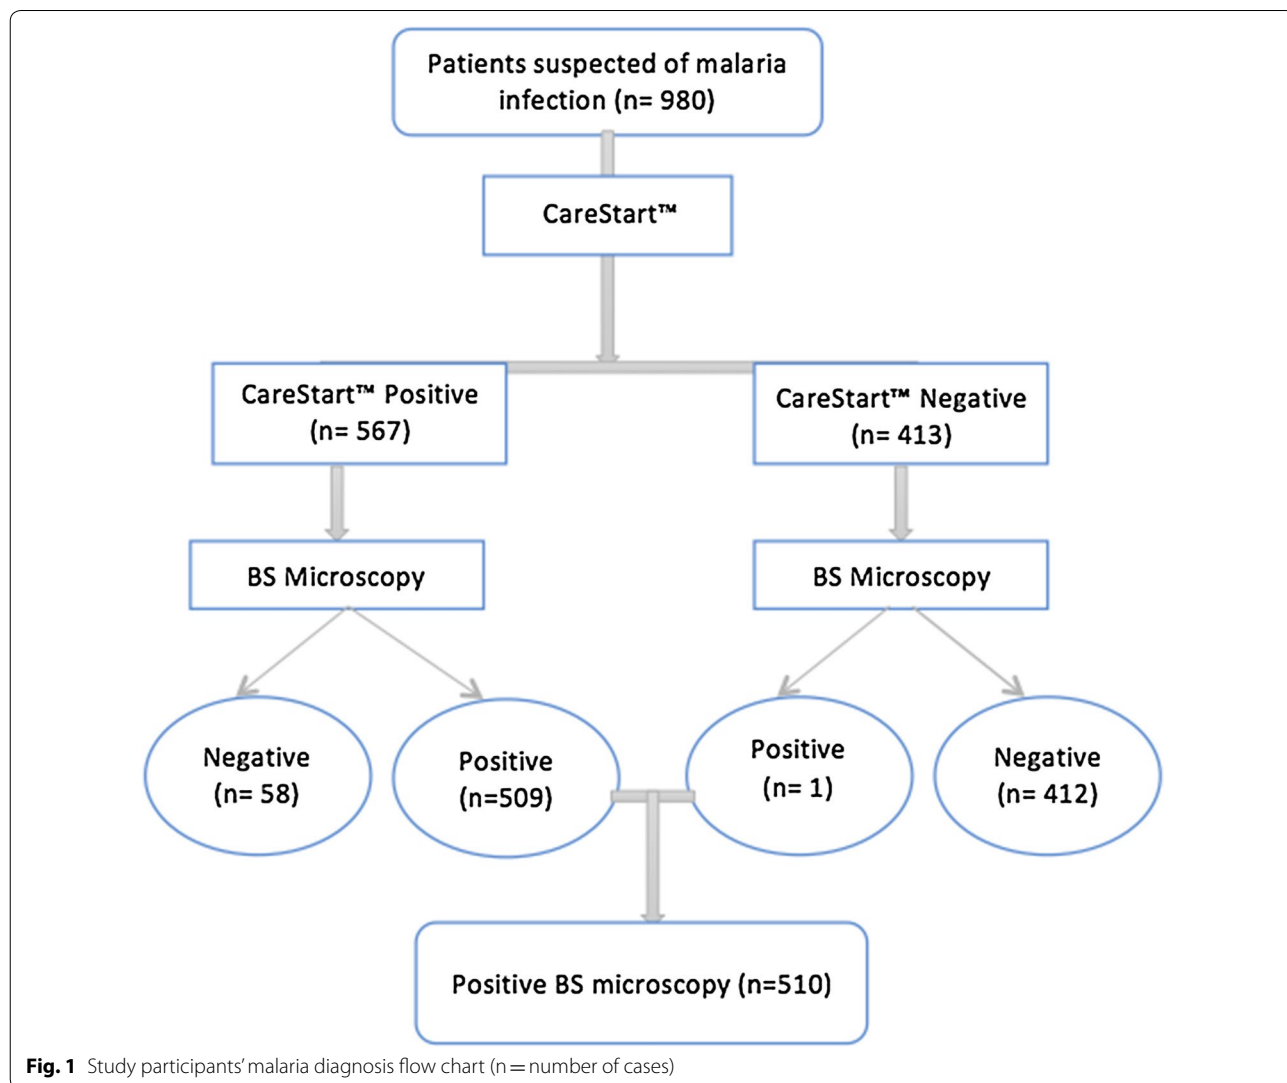 Patients suspected of malaria
infection (n= 980)
CareStart™
CareStart™ Positive
(n= 567)
CareStart™ Negative
(n= 413)
BS Microscopy
BS Microscopy
Negative
(n= 58)
Positive
(n=509)
Positive
(n= 1)
Negative
(n= 412)
Positive BS microscopy (n=510)
Fig. 1 Study participants' malaria diagnosis flow chart (n = number of cases)